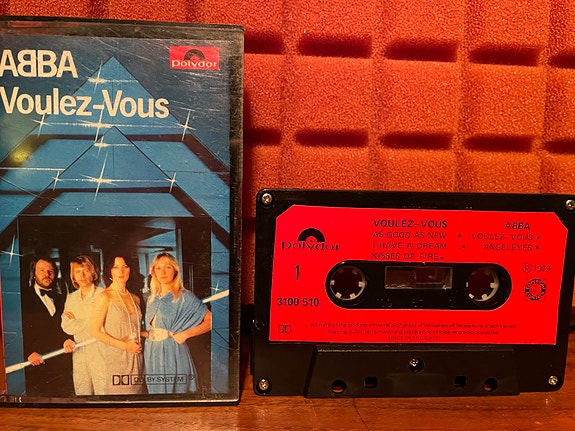 ABBA
Polydor
Voulez-Vous
DOLBY SYSTEM
VOULEZ-VOUS ABBA
AS GOOD AS NEW • VOULEZ-VOUS •
I HAVE A DREAM • ANGELEYES •
KISSES OF FIRE •
Polydor
1
3100 510
℗ 1979